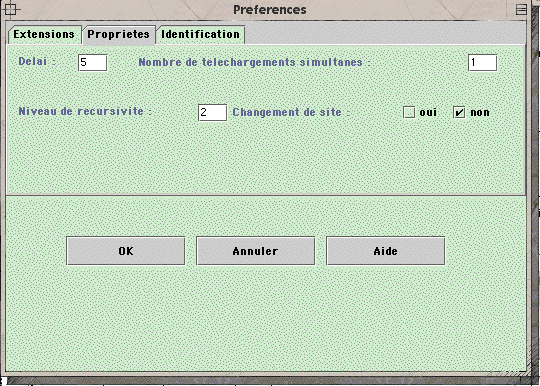 Preferences
Extensions Proprietes Identification
Delai : 5 Nombre de telechargements simultanes : 1
Niveau de recursivite : 2 Changement de site : oui non
OK Annuler Aide